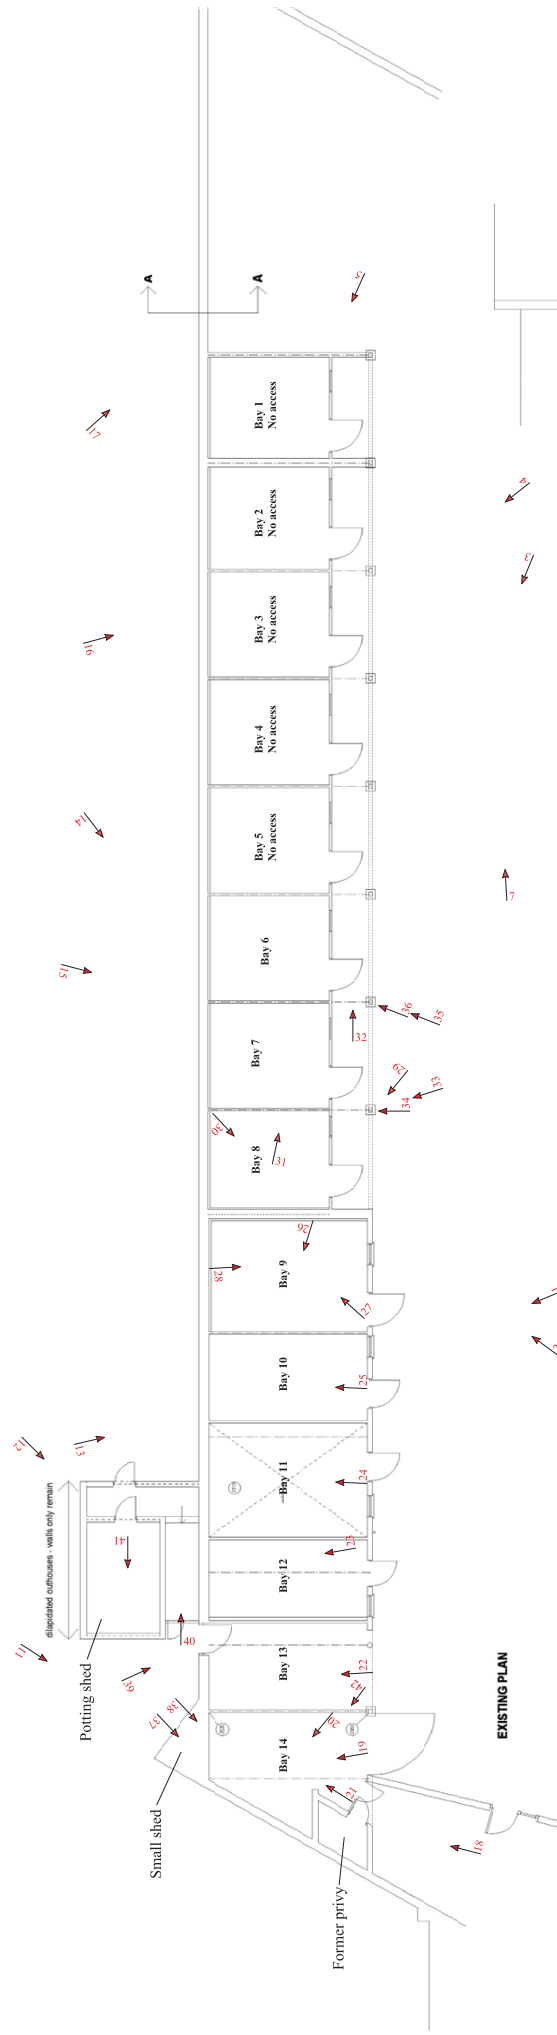 A
A
5
17
Bay 1
No access
4
Bay 2
No access
3
16
Bay 3
No access
Bay 4
No access
14
Bay 5
No access
7
15
Bay 6
36
35
32
Bay 7
29
33
34
30
31
Bay 8
26
28
Bay 9
27
Bay 10
25
12
13
dilapidated outhouses - walls only remain
Bay 11
24
41
23
Bay 12
Potting shed
40
11
39
Bay 13
22
42
38
37
20
Bay 14
19
EXISTING PLAN
21
Small shed
Former privy
18